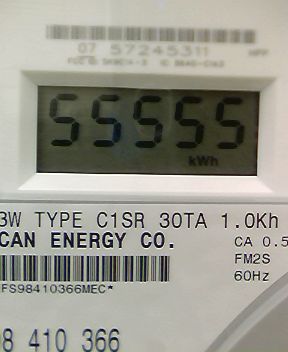 07 57245311
55555
kWh
3W TYPE C1SR 30TA 1.0Kh
CAN ENERGY CO.
CA 0.5
FM2S
60Hz
FS98410366MEC*
98 410 366